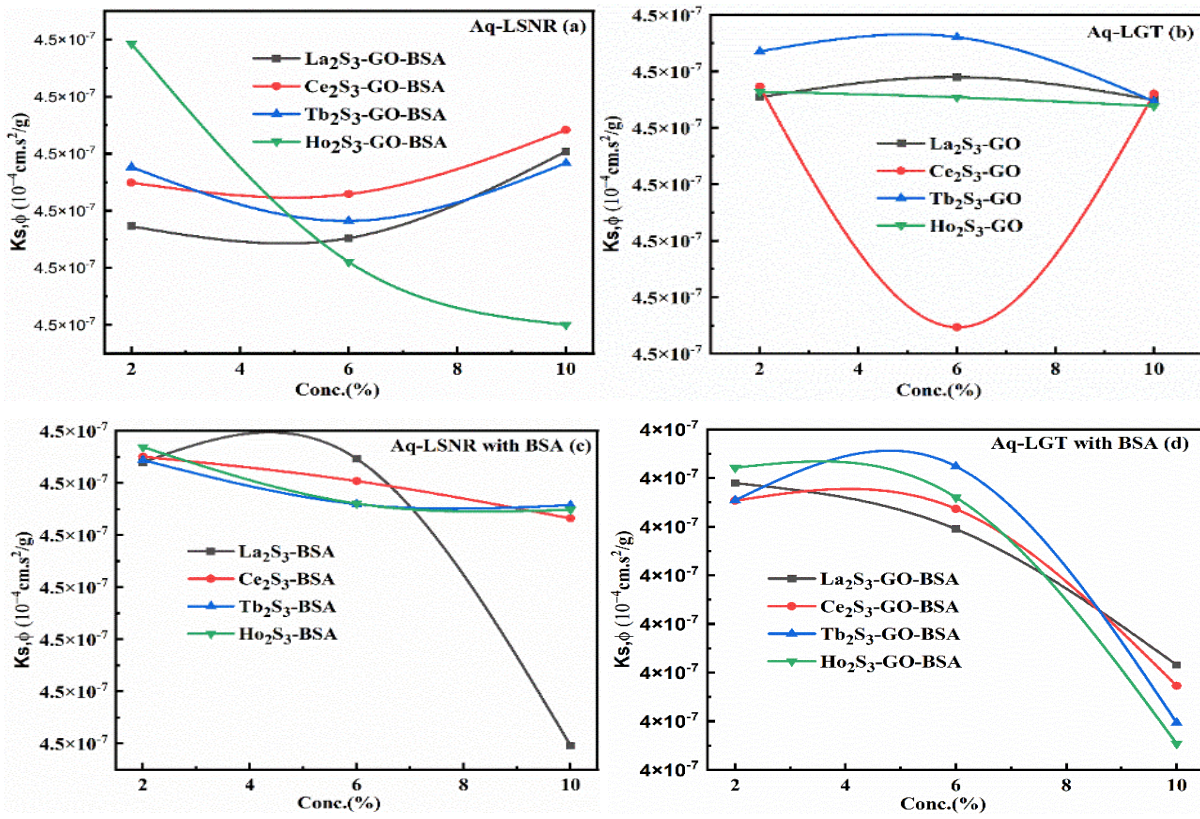 Aq-LSNR (a)
4.5×10⁻⁷
4.5×10⁻⁷
4.5×10⁻⁷
4.5×10⁻⁷
4.5×10⁻⁷
4.5×10⁻⁷
Ks,ϕ (10⁻⁴cm.s²/g)
La₂S₃-GO-BSA
Ce₂S₃-GO-BSA
Tb₂S₃-GO-BSA
Ho₂S₃-GO-BSA
2 4 6 8 10
Conc.(%)
Aq-LGT (b)
4.5×10⁻⁷
4.5×10⁻⁷
4.5×10⁻⁷
4.5×10⁻⁷
4.5×10⁻⁷
4.5×10⁻⁷
4.5×10⁻⁷
Ks,ϕ (10⁻⁴cm.s²/g)
La₂S₃-GO
Ce₂S₃-GO
Tb₂S₃-GO
Ho₂S₃-GO
2 4 6 8 10
Conc.(%)
Aq-LSNR with BSA (c)
4.5×10⁻⁷
4.5×10⁻⁷
4.5×10⁻⁷
4.5×10⁻⁷
4.5×10⁻⁷
4.5×10⁻⁷
4.5×10⁻⁷
Ks,ϕ (10⁻⁴cm.s²/g)
La₂S₃-BSA
Ce₂S₃-BSA
Tb₂S₃-BSA
Ho₂S₃-BSA
2 4 6 8 10
Conc.(%)
Aq-LGT with BSA (d)
4×10⁻⁷
4×10⁻⁷
4×10⁻⁷
4×10⁻⁷
4×10⁻⁷
4×10⁻⁷
4×10⁻⁷
4×10⁻⁷
Ks,ϕ (10⁻⁴cm.s²/g)
La₂S₃-GO-BSA
Ce₂S₃-GO-BSA
Tb₂S₃-GO-BSA
Ho₂S₃-GO-BSA
2 4 6 8 10
Conc.(%)